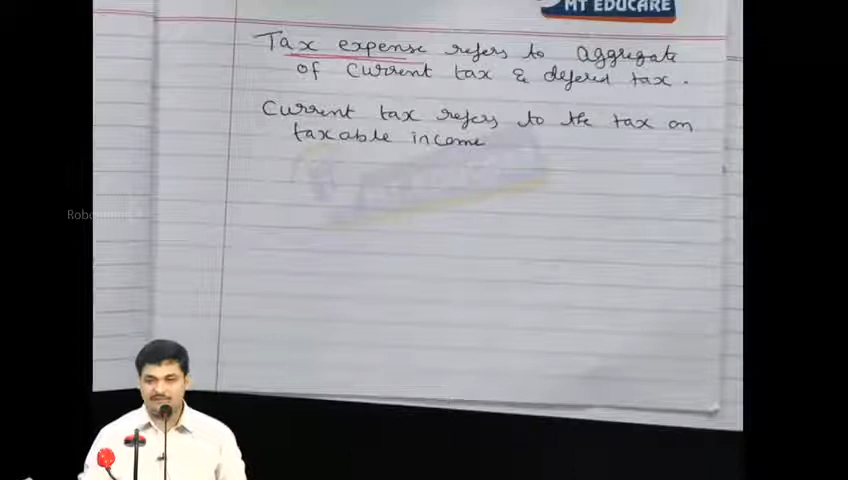 MT EDUCARE
Tax expense refers to aggregate
of current tax & defered tax.
Current tax refers to the tax on
taxable income